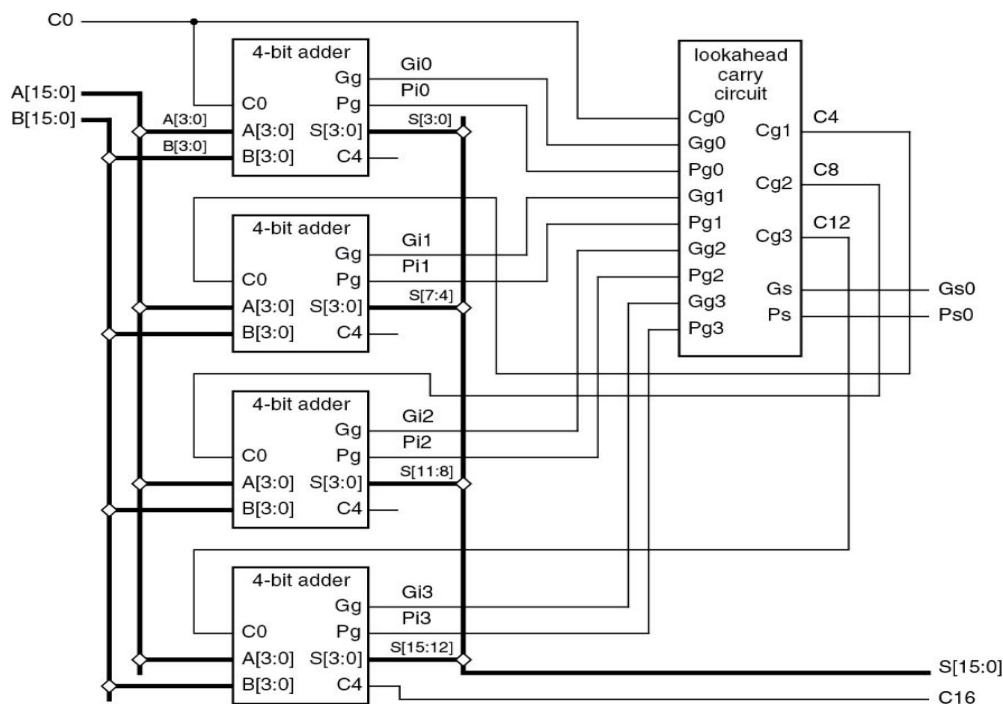 C0
A[15:0]
B[15:0]
4-bit adder
Gg
C0
Pg
A[3:0]
A[3:0]
S[3:0]
B[3:0]
B[3:0]
C4
Gi0
Pi0
S[3:0]
4-bit adder
Gg
C0
Pg
A[3:0]
S[3:0]
B[3:0]
C4
Gi1
Pi1
S[7:4]
4-bit adder
Gg
C0
Pg
A[3:0]
S[3:0]
B[3:0]
C4
Gi2
Pi2
S[11:8]
4-bit adder
Gg
C0
Pg
A[3:0]
S[3:0]
B[3:0]
C4
Gi3
Pi3
S[15:12]
lookahead
carry
circuit
Cg0
Gg0
Pg0
Gg1
Pg1
Gg2
Pg2
Gg3
Pg3
Cg1
Cg2
Cg3
Gs
Ps
C4
C8
C12
Gs0
Ps0
S[15:0]
C16